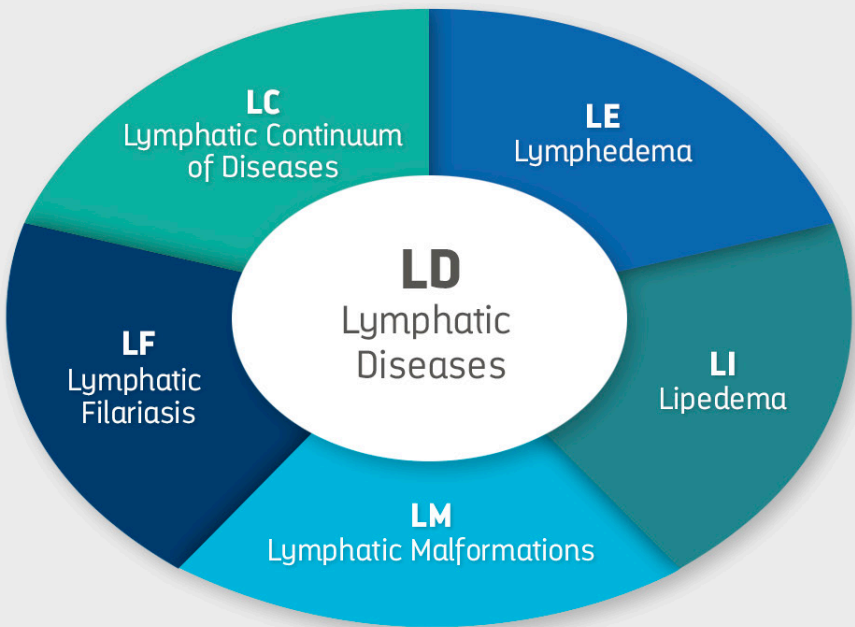 LC
Lymphatic Continuum
of Diseases
LE
Lymphedema
LD
Lymphatic
Diseases
LF
Lymphatic
Filariasis
LI
Lipedema
LM
Lymphatic Malformations